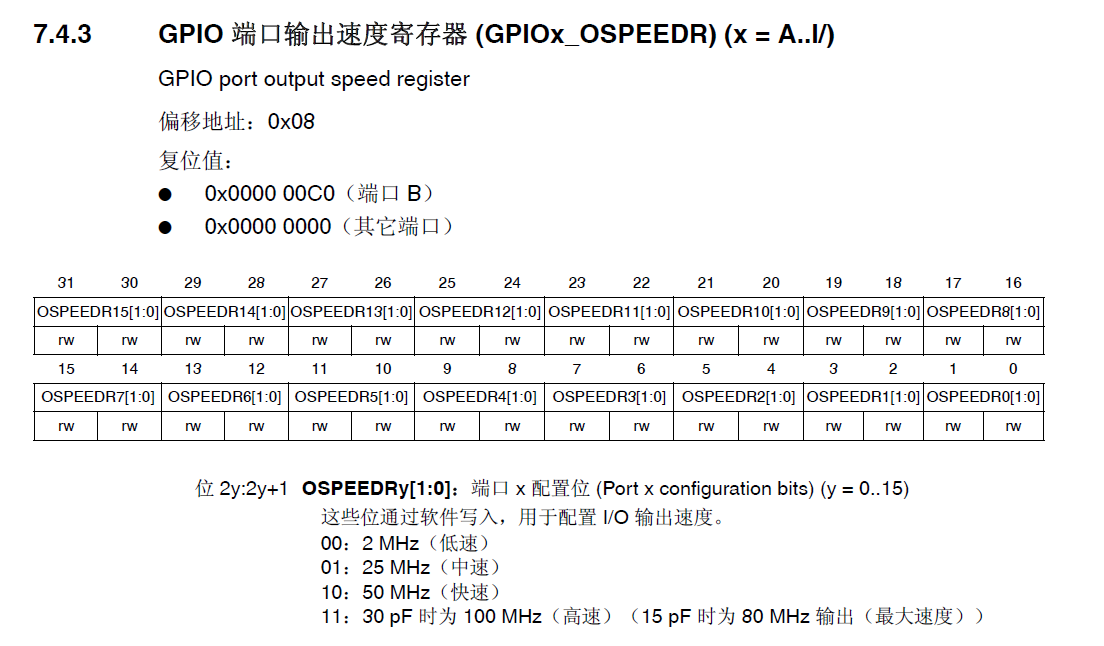 7.4.3 GPIO 端口输出速度寄存器 (GPIOx_OSPEEDR) (x = A..I/)
GPIO port output speed register
偏移地址：0x08
复位值：
● 0x0000 00C0（端口 B）
● 0x0000 0000（其它端口）
31 30 29 28 27 26 25 24 23 22 21 20 19 18 17 16
OSPEEDR15[1:0] OSPEEDR14[1:0] OSPEEDR13[1:0] OSPEEDR12[1:0] OSPEEDR11[1:0] OSPEEDR10[1:0] OSPEEDR9[1:0] OSPEEDR8[1:0]
rw rw rw rw rw rw rw rw rw rw rw rw rw rw rw rw
15 14 13 12 11 10 9 8 7 6 5 4 3 2 1 0
OSPEEDR7[1:0] OSPEEDR6[1:0] OSPEEDR5[1:0] OSPEEDR4[1:0] OSPEEDR3[1:0] OSPEEDR2[1:0] OSPEEDR1[1:0] OSPEEDR0[1:0]
rw rw rw rw rw rw rw rw rw rw rw rw rw rw rw rw
位 2y:2y+1 OSPEEDRy[1:0]：端口 x 配置位 (Port x configuration bits) (y = 0..15)
这些位通过软件写入，用于配置 I/O 输出速度。
00：2 MHz（低速）
01：25 MHz（中速）
10：50 MHz（快速）
11：30 pF 时为 100 MHz（高速）（15 pF 时为 80 MHz 输出（最大速度））